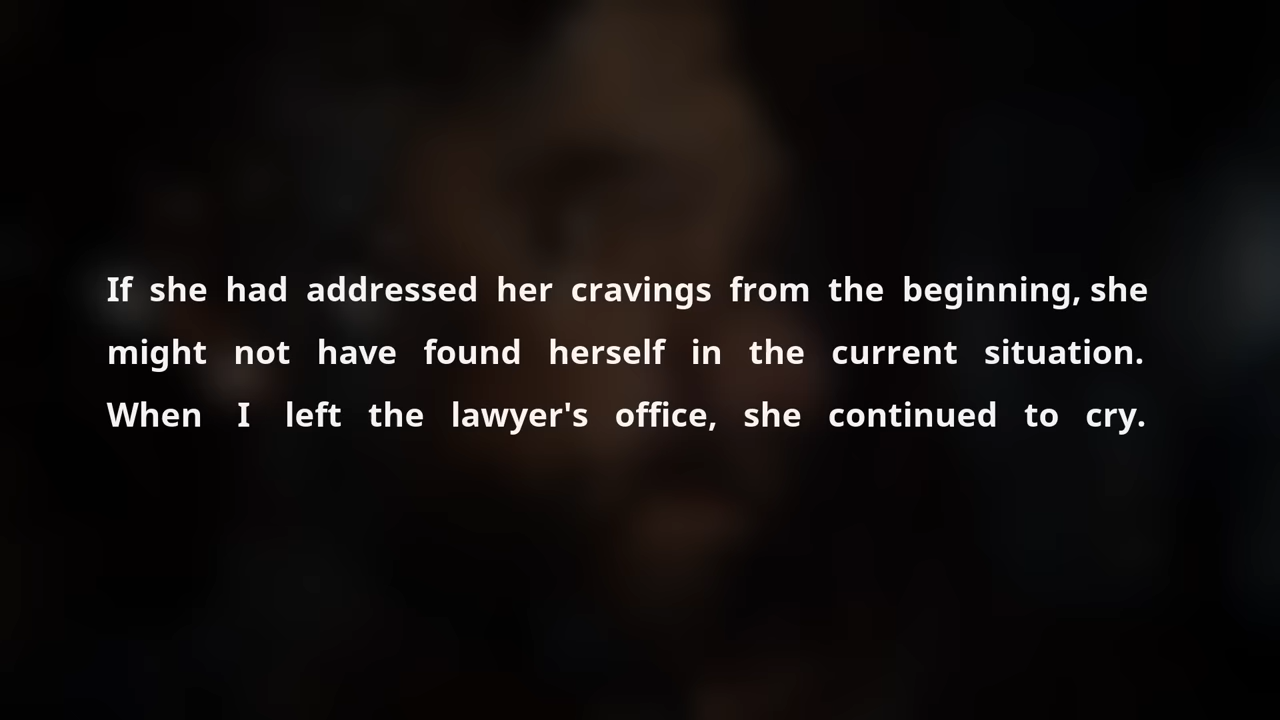 If she had addressed her cravings from the beginning, she
might not have found herself in the current situation.
When I left the lawyer's office, she continued to cry.